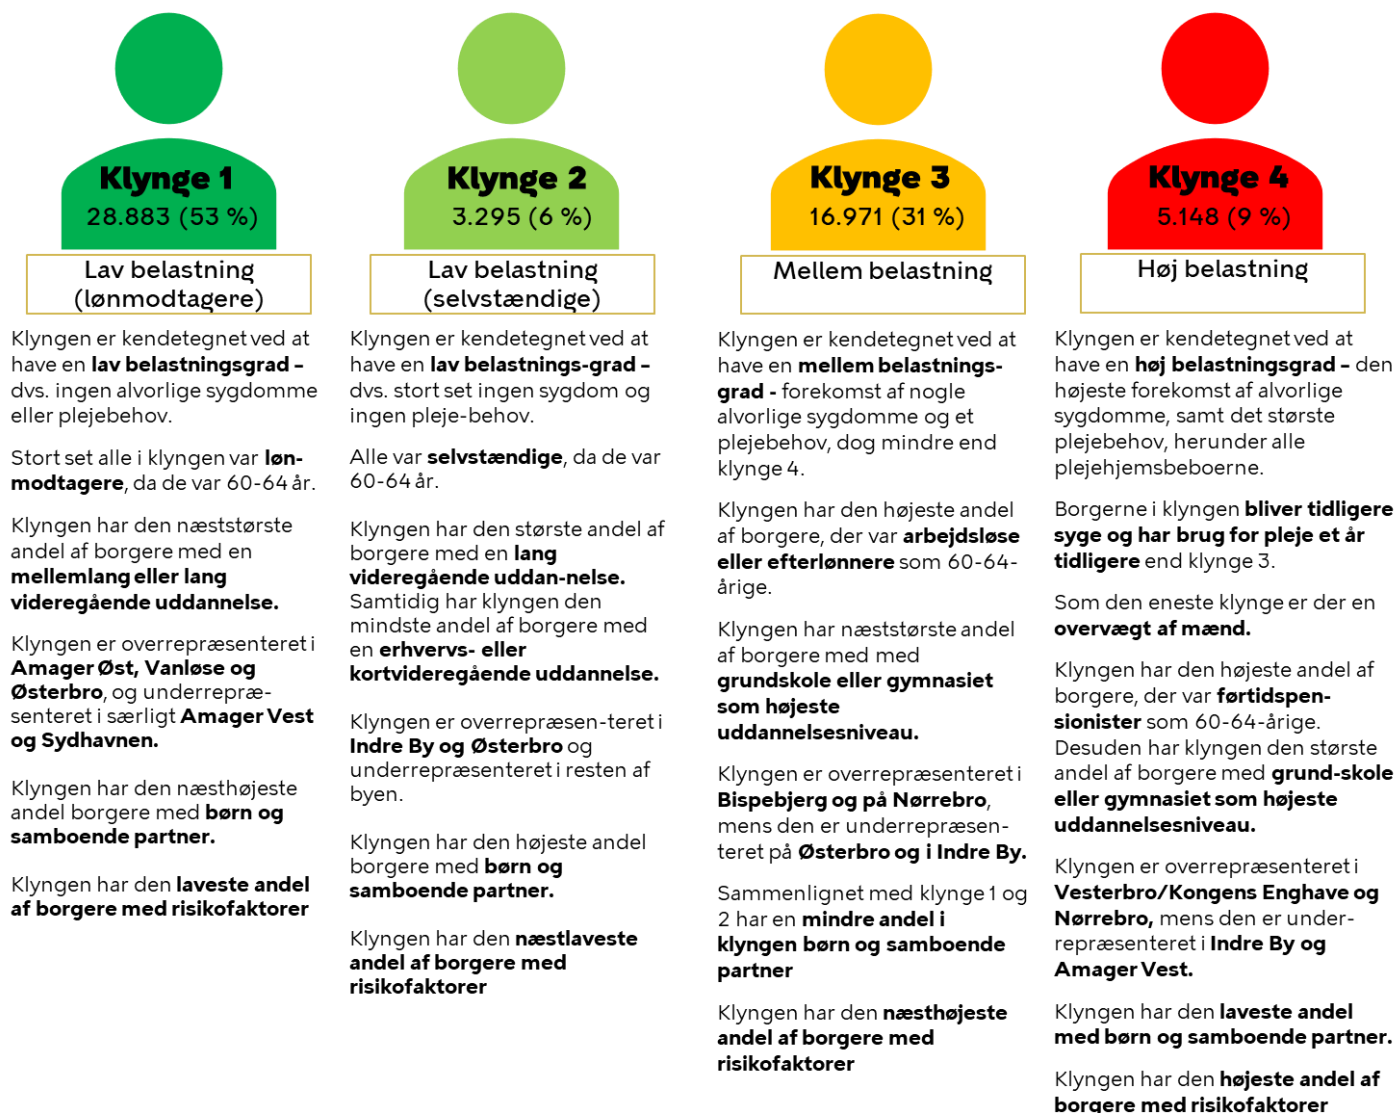 Klynge 1
28.883 (53 %)
Lav belastning
(lønmodtagere)
Klyngen er kendetegnet ved at
have en lav belastningsgrad –
dvs. ingen alvorlige sygdomme
eller plejebehov.
Stort set alle i klyngen var løn-
modtagere, da de var 60-64 år.
Klyngen har den næststørste
andel af borgere med en
mellemlang eller lang
videregående uddannelse.
Klyngen er overrepræsenteret i
Amager Øst, Vanløse og
Østerbro, og underrepræ-
senteret i særligt Amager Vest
og Sydhavnen.
Klyngen har den næsthøjeste
andel borgere med børn og
samboende partner.
Klyngen har den laveste andel
af borgere med risikofaktorer
Klynge 2
3.295 (6 %)
Lav belastning
(selvstændige)
Klyngen er kendetegnet ved at
have en lav belastnings-grad –
dvs. stort set ingen sygdom og
ingen pleje-behov.
Alle var selvstændige, da de var
60-64 år.
Klyngen har den største andel af
borgere med en lang
videregående uddan-nelse.
Samtidig har klyngen den
mindste andel af borgere med
en erhvervs- eller
kortvideregående uddannelse.
Klyngen er overrepræsen-teret i
Indre By og Østerbro og
underrepræsenteret i resten af
byen.
Klyngen har den højeste andel
borgere med børn og
samboende partner.
Klyngen har den næstlaveste
andel af borgere med
risikofaktorer
Klynge 3
16.971 (31 %)
Mellem belastning
Klyngen er kendetegnet ved at
have en mellem belastnings-
grad - forekomst af nogle
alvorlige sygdomme og et
plejebehov, dog mindre end
klynge 4.
Klyngen har den højeste andel
af borgere, der var arbejdsløse
eller efterlønnere som 60-64-
årige.
Klyngen har næststørste andel
af borgere med med
grundskole eller gymnasiet
som højeste
uddannelsesniveau.
Klyngen er overrepræsenteret i
Bispebjerg og på Nørrebro,
mens den er underrepræsen-
teret på Østerbro og i Indre By.
Sammenlignet med klynge 1 og
2 har en mindre andel i
klyngen børn og samboende
partner
Klyngen har den næsthøjeste
andel af borgere med
risikofaktorer
Klynge 4
5.148 (9 %)
Høj belastning
Klyngen er kendetegnet ved at
have en høj belastningsgrad – den
højeste forekomst af alvorlige
sygdomme, samt det største
plejebehov, herunder alle
plejehjemsbeboerne.
Borgerne i klyngen bliver tidligere
syge og har brug for pleje et år
tidligere end klynge 3.
Som den eneste klynge er der en
overvægt af mænd.
Klyngen har den højeste andel af
borgere, der var førtidspen-
sionister som 60-64-årige.
Desuden har klyngen den største
andel af borgere med grund-skole
eller gymnasiet som højeste
uddannelsesniveau.
Klyngen er overrepræsenteret i
Vesterbro/Kongens Enghave og
Nørrebro, mens den er under-
repræsenteret i Indre By og
Amager Vest.
Klyngen har den laveste andel
med børn og samboende partner.
Klyngen har den højeste andel af
borgere med risikofaktorer